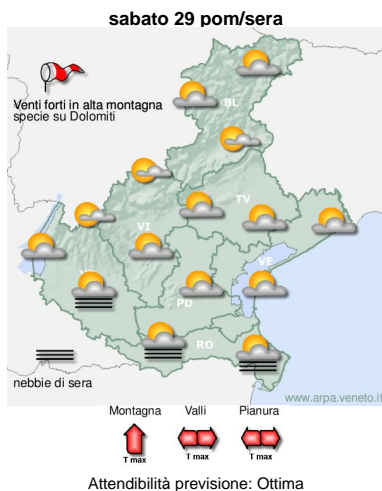 sabato 29 pom/sera
Venti forti in alta montagna
specie su Dolomiti
BL
TV
VI
VE
PD
RO
nebbie di sera
www.arpa.veneto.it
Montagna Valli Pianura
T max T max T max
Attendibilità previsione: Ottima